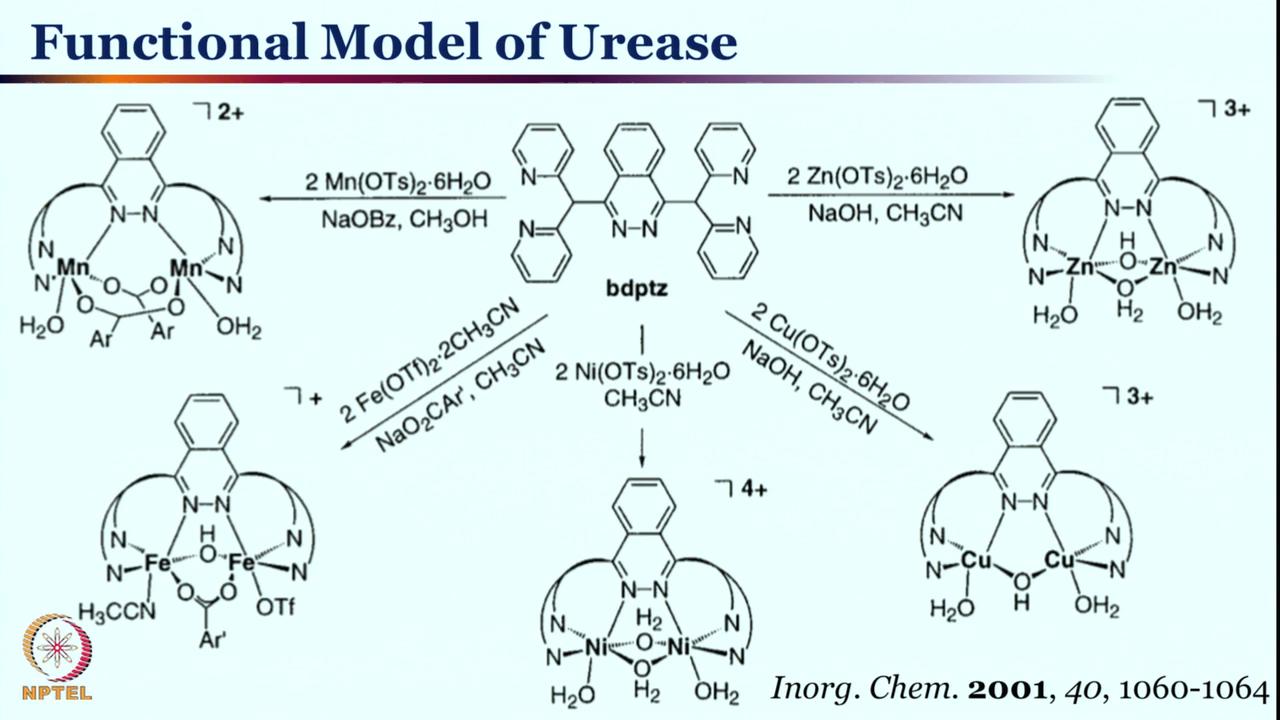 Functional Model of Urease
2+
3+
2 Mn(OTs)₂·6H₂O
NaOBz, CH₃OH
2 Zn(OTs)₂·6H₂O
NaOH, CH₃CN
N N
N N
N–N
N–N
N–N
N N
N N
Mn Mn
O O
O O
H₂O OH₂
Ar Ar
bdptz
N N
N N
H
O
Zn Zn
O
H₂
H₂O OH₂
2 Fe(OTf)₂·2CH₃CN
NaO₂CAr', CH₃CN
2 Ni(OTs)₂·6H₂O
CH₃CN
2 Cu(OTs)₂·6H₂O
NaOH, CH₃CN
+
N–N
N N
N N
H
O
Fe Fe
O O
H₃CCN OTf
Ar'
4+
N–N
N N
N N
H₂
O
Ni Ni
O
H₂
H₂O OH₂
3+
N–N
N N
N N
Cu Cu
O
H
H₂O OH₂
NPTEL
Inorg. Chem. 2001, 40, 1060-1064